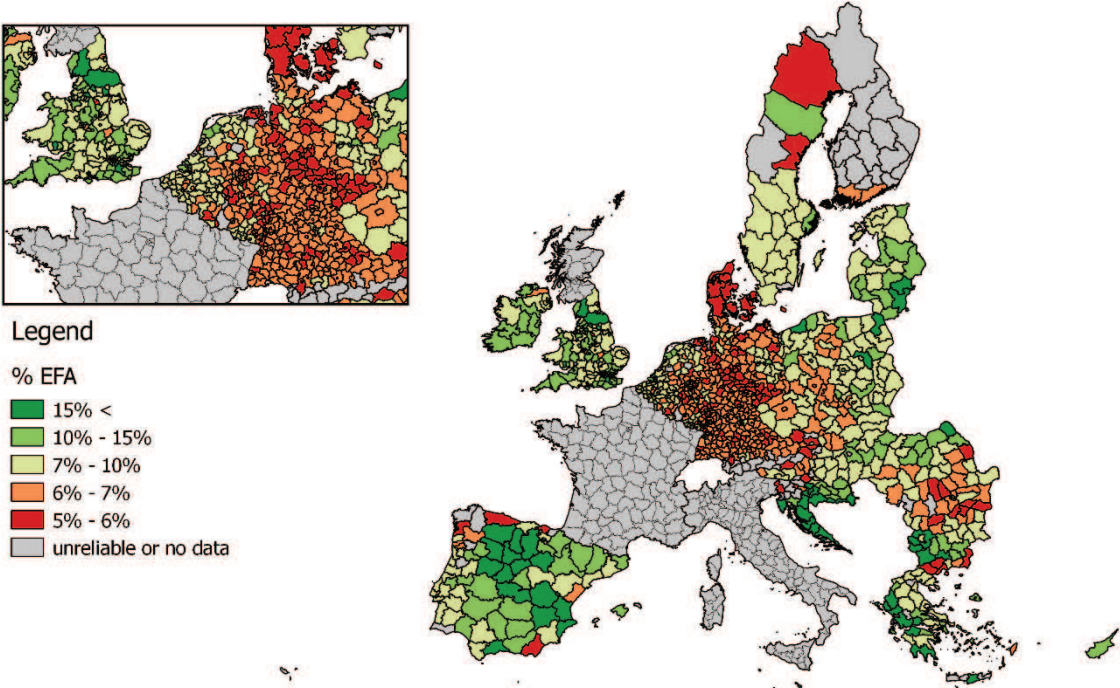 Legend
% EFA
15% <
10% - 15%
7% - 10%
6% - 7%
5% - 6%
unreliable or no data